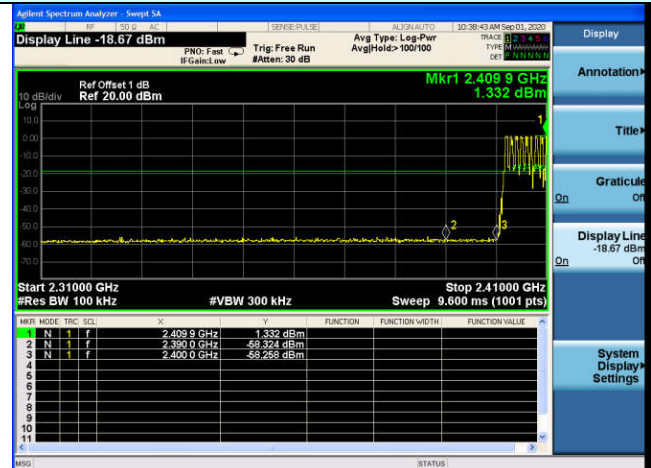 Agilent Spectrum Analyzer - Swept SA
RF 50 Ω AC SENSE:PULSE ALIGNAUTO 10:38:43 AM Sep 01, 2020
Display Line -18.67 dBm
PNO: Fast
IFGain:Low
Trig: Free Run
#Atten: 30 dB
Avg Type: Log-Pwr
Avg|Hold:>100/100
TRACE 1 2 3 4 5 6
TYPE M
DET P N N N N N
Display
Mkr1 2.409 9 GHz
1.332 dBm
Ref Offset 1 dB
Ref 20.00 dBm
10 dB/div
Log
10.0
0.00
-10.0
-20.0
-30.0
-40.0
-50.0
-60.0
-70.0
1
2
3
Start 2.31000 GHz
Stop 2.41000 GHz
#Res BW 100 kHz
#VBW 300 kHz
Sweep 9.600 ms (1001 pts)
MKR MODE TRC SCL X Y FUNCTION FUNCTION WIDTH FUNCTION VALUE
1 N 1 f 2.409 9 GHz 1.332 dBm
2 N 1 f 2.390 0 GHz -58.324 dBm
3 N 1 f 2.400 0 GHz -58.258 dBm
4
5
6
7
8
9
10
11
Annotation
Title
Graticule
On Off
Display Line
-18.67 dBm
On Off
System
Display
Settings
MSG
STATUS